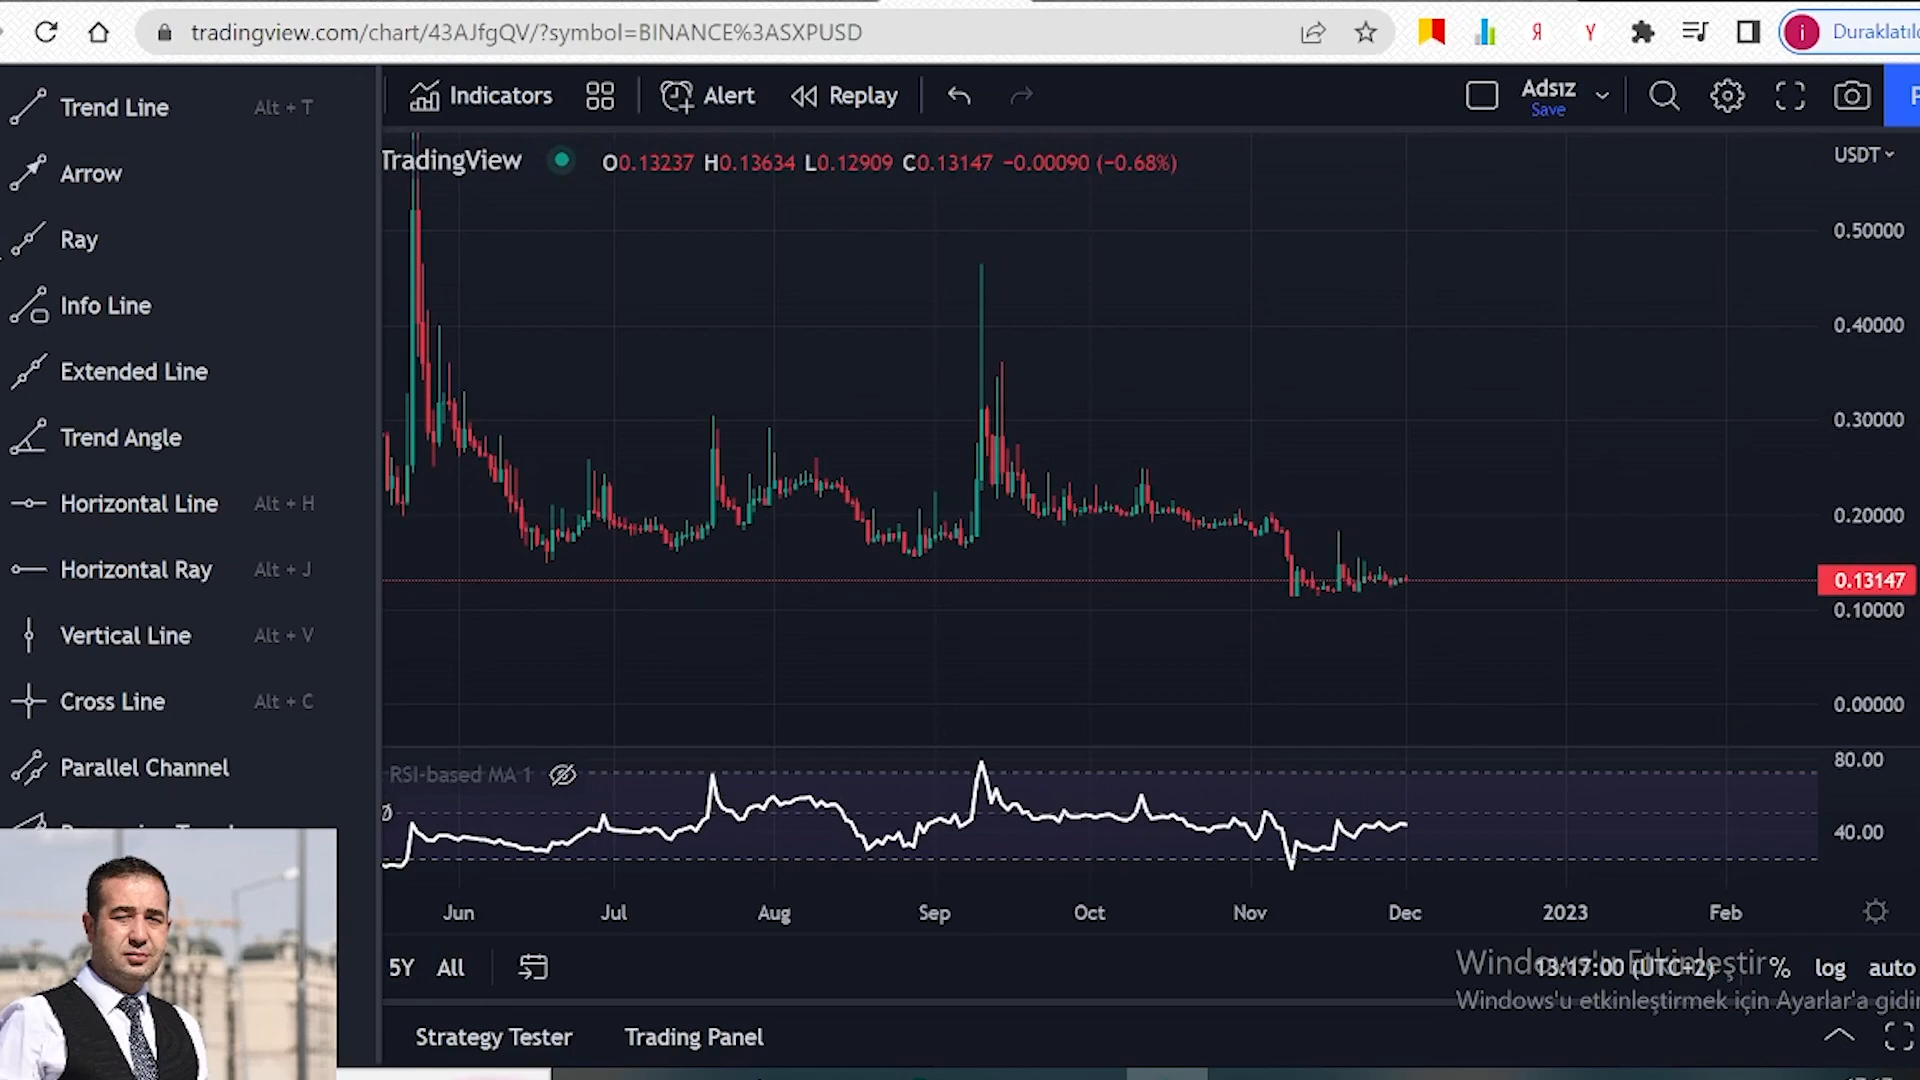 tradingview.com/chart/43AJfgQV/?symbol=BINANCE%3ASXPUSD
Duraklatıld
Trend Line Alt + T
Arrow
Ray
Info Line
Extended Line
Trend Angle
Horizontal Line Alt + H
Horizontal Ray Alt + J
Vertical Line Alt + V
Cross Line Alt + C
Parallel Channel
Indicators Alert Replay
Adsız
Save
TradingView O0.13237 H0.13634 L0.12909 C0.13147 −0.00090 (−0.68%)
USDT
0.50000
0.40000
0.30000
0.20000
0.13147
0.10000
0.00000
RSI-based MA 1
80.00
40.00
Jun Jul Aug Sep Oct Nov Dec 2023 Feb
5Y All
13:17:00 (UTC+2) % log auto
Windows'u Etkinleştir
Windows'u etkinleştirmek için Ayarlar'a gidin
Strategy Tester Trading Panel